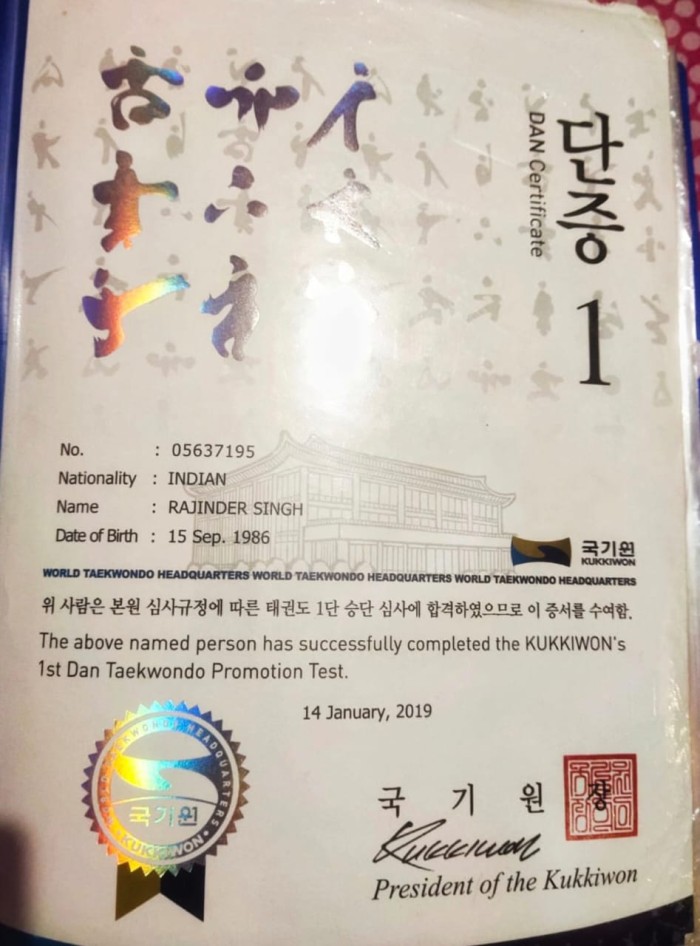 단증
DAN Certificate
1
No. : 05637195
Nationality : INDIAN
Name : RAJINDER SINGH
Date of Birth : 15 Sep. 1986
국기원
KUKKIWON
WORLD TAEKWONDO HEADQUARTERS WORLD TAEKWONDO HEADQUARTERS WORLD TAEKWONDO HEADQUARTERS
위 사람은 본원 심사규정에 따른 태권도 1단 승단 심사에 합격하였으므로 이 증서를 수여함.
The above named person has successfully completed the KUKKIWON's
1st Dan Taekwondo Promotion Test.
14 January, 2019
WORLD TAEKWONDO HEADQUARTERS
국기원
KUKKIWON
국 기 원 장
Kukkiwon
President of the Kukkiwon